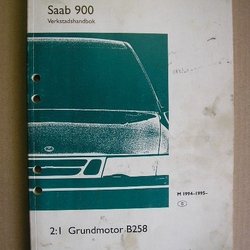 Saab 900
Verkstadshandbok
M 1994-1995-
2:1 Grundmotor B258